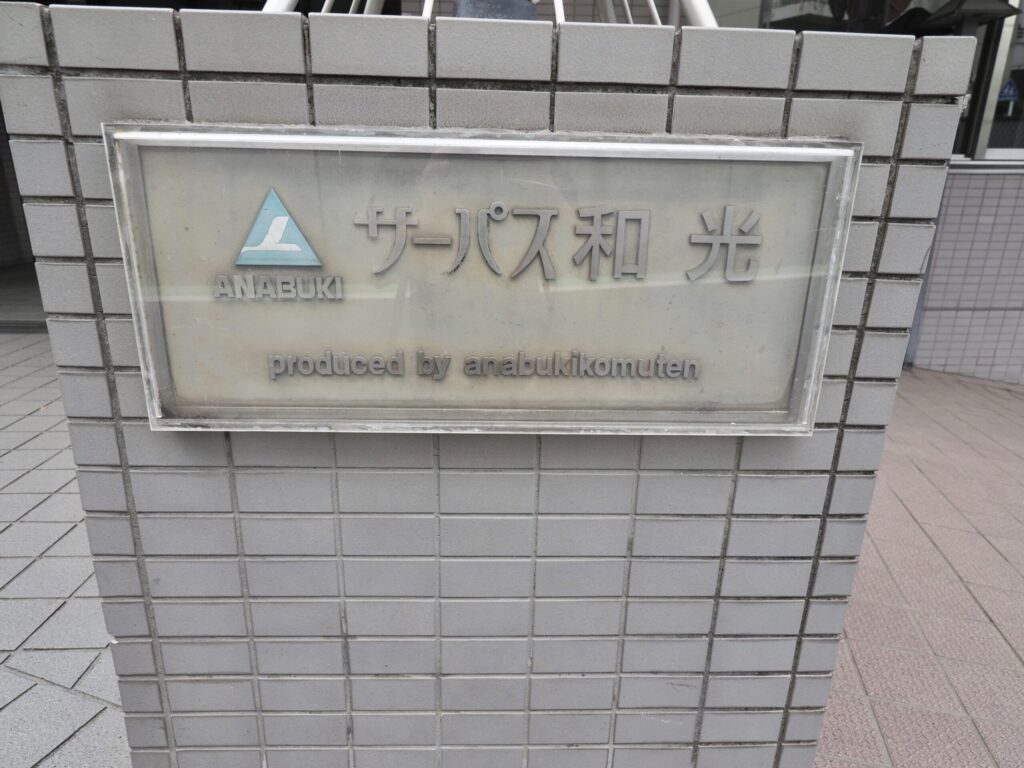 サーパス和光
ANABUKI
produced by anabukikomuten